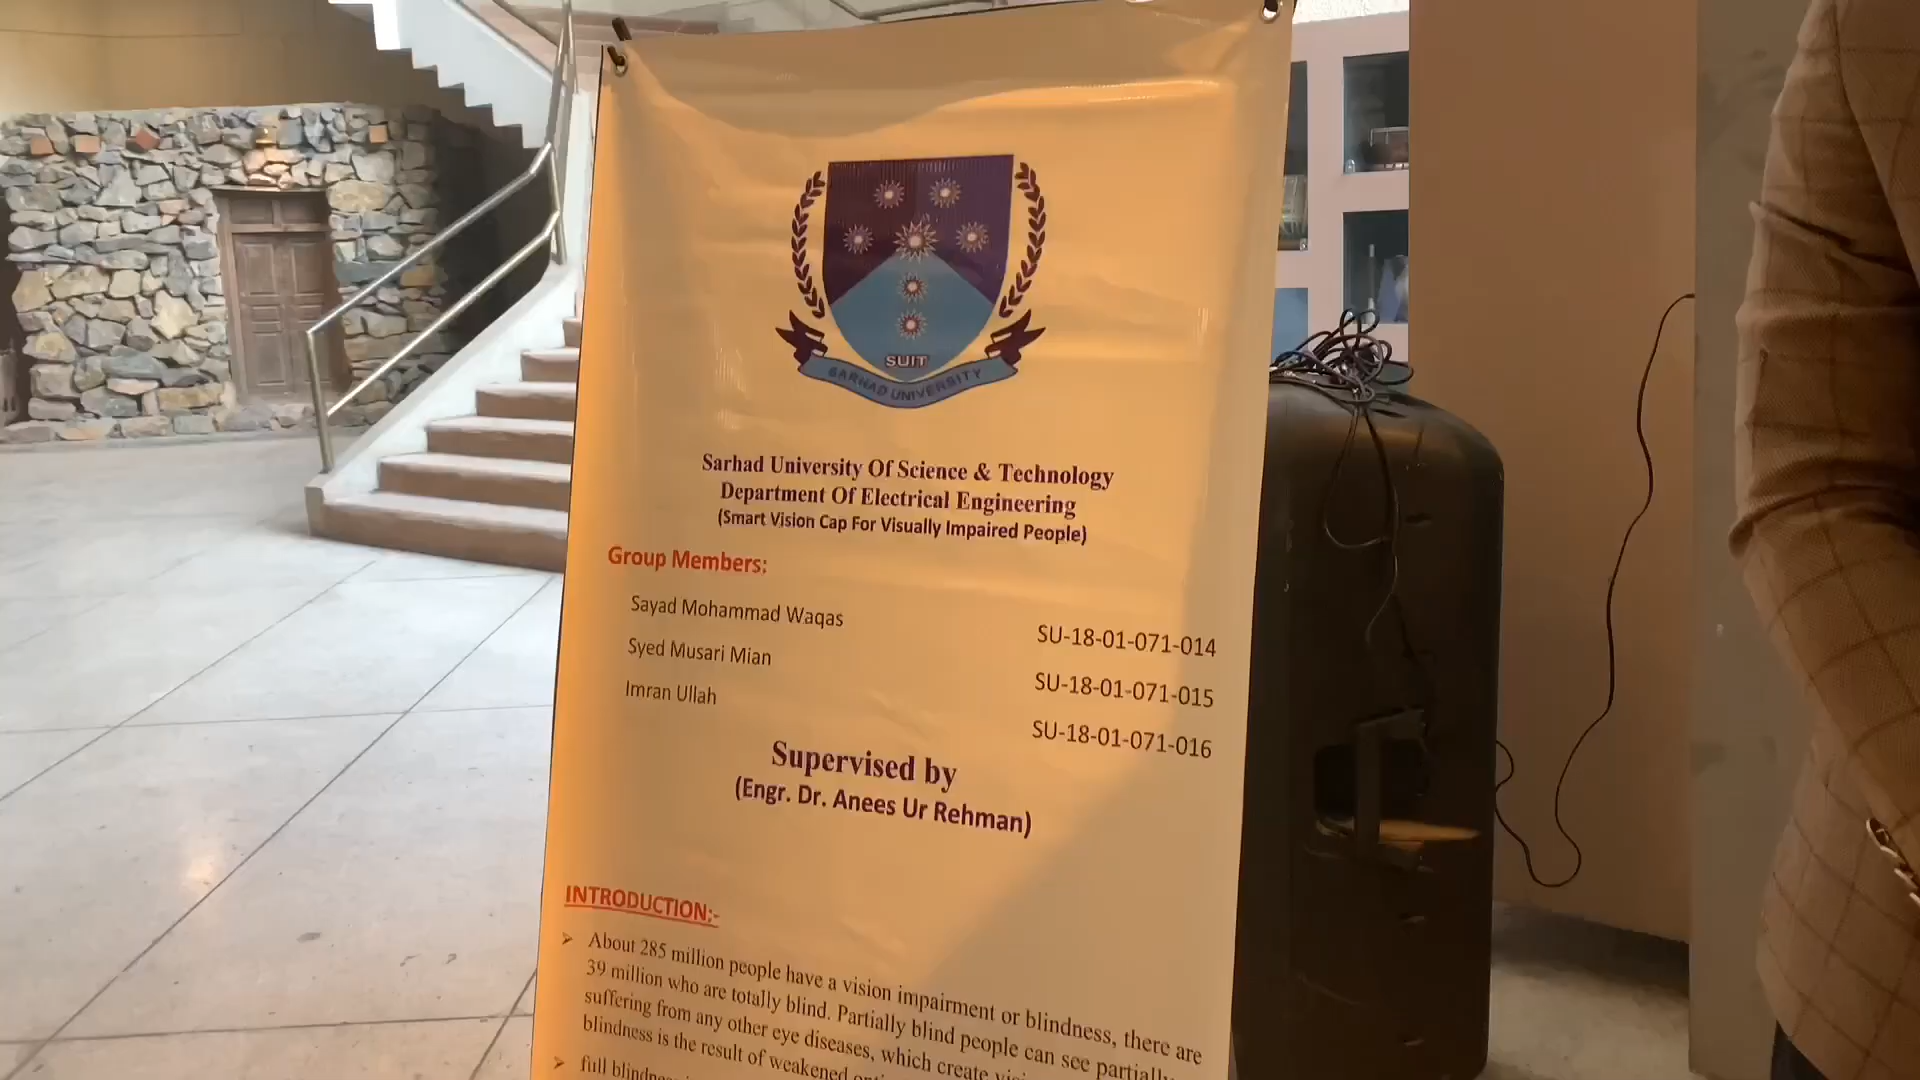 SUIT
SARHAD UNIVERSITY
Sarhad University Of Science & Technology
Department Of Electrical Engineering
(Smart Vision Cap For Visually Impaired People)
Group Members:
Sayad Mohammad Waqas SU-18-01-071-014
Syed Musari Mian SU-18-01-071-015
Imran Ullah SU-18-01-071-016
Supervised by
(Engr. Dr. Anees Ur Rehman)
INTRODUCTION:-
➢ About 285 million people have a vision impairment or blindness, there are
39 million who are totally blind. Partially blind people can see partially
suffering from any other eye diseases, which create
blindness is the result of weakened
➢ full